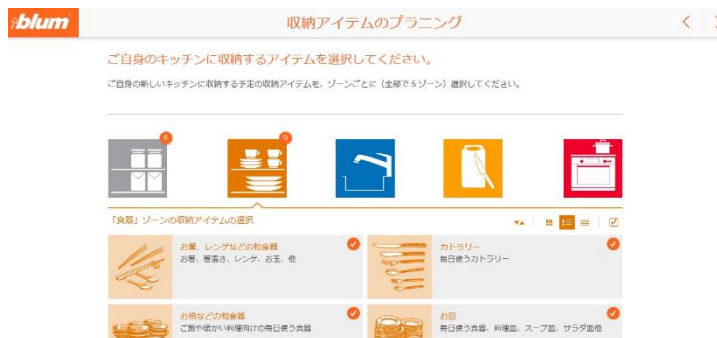 blum
収納アイテムのプラニング
ご自身のキッチンに収納するアイテムを選択してください。
ご自身の新しいキッチンに収納する予定の収納アイテムを、ゾーンごとに（全部で５ゾーン）選択してください。
6
9
「食器」ゾーンの収納アイテムの選択
お箸、レンゲなどの和食器
お箸、箸置き、レンゲ、お玉、他
カトラリー
毎日使うカトラリー
お椀などの和食器
ご飯や暖かい料理向けの毎日使う食器
お皿
毎日使う食器、料理皿、スープ皿、サラダ皿他